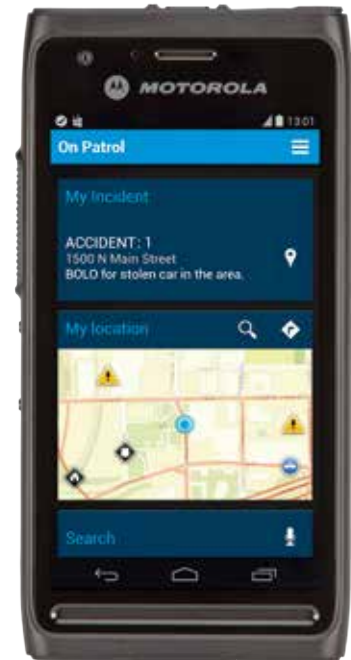 MOTOROLA
13:01
On Patrol
My Incident
ACCIDENT: 1
1500 N Main Street
BOLO for stolen car in the area.
My location
Search